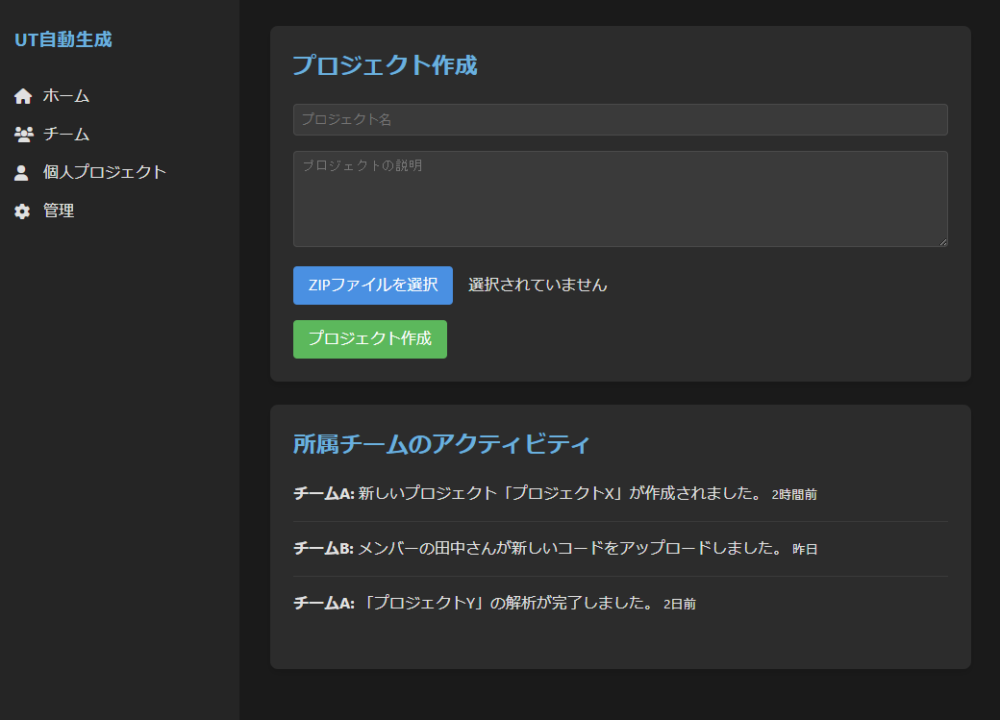 UT自動生成
ホーム
チーム
個人プロジェクト
管理
プロジェクト作成
プロジェクト名
プロジェクトの説明
ZIPファイルを選択 選択されていません
プロジェクト作成
所属チームのアクティビティ
チームA: 新しいプロジェクト「プロジェクトX」が作成されました。 2時間前
チームB: メンバーの田中さんが新しいコードをアップロードしました。 昨日
チームA: 「プロジェクトY」の解析が完了しました。 2日前